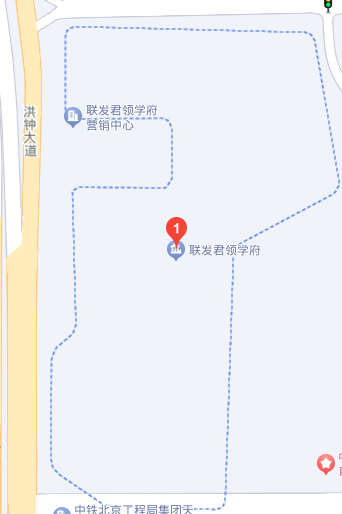 联发君领学府
营销中心
洪钟大道
1
联发君领学府
中铁北京工程局集团天